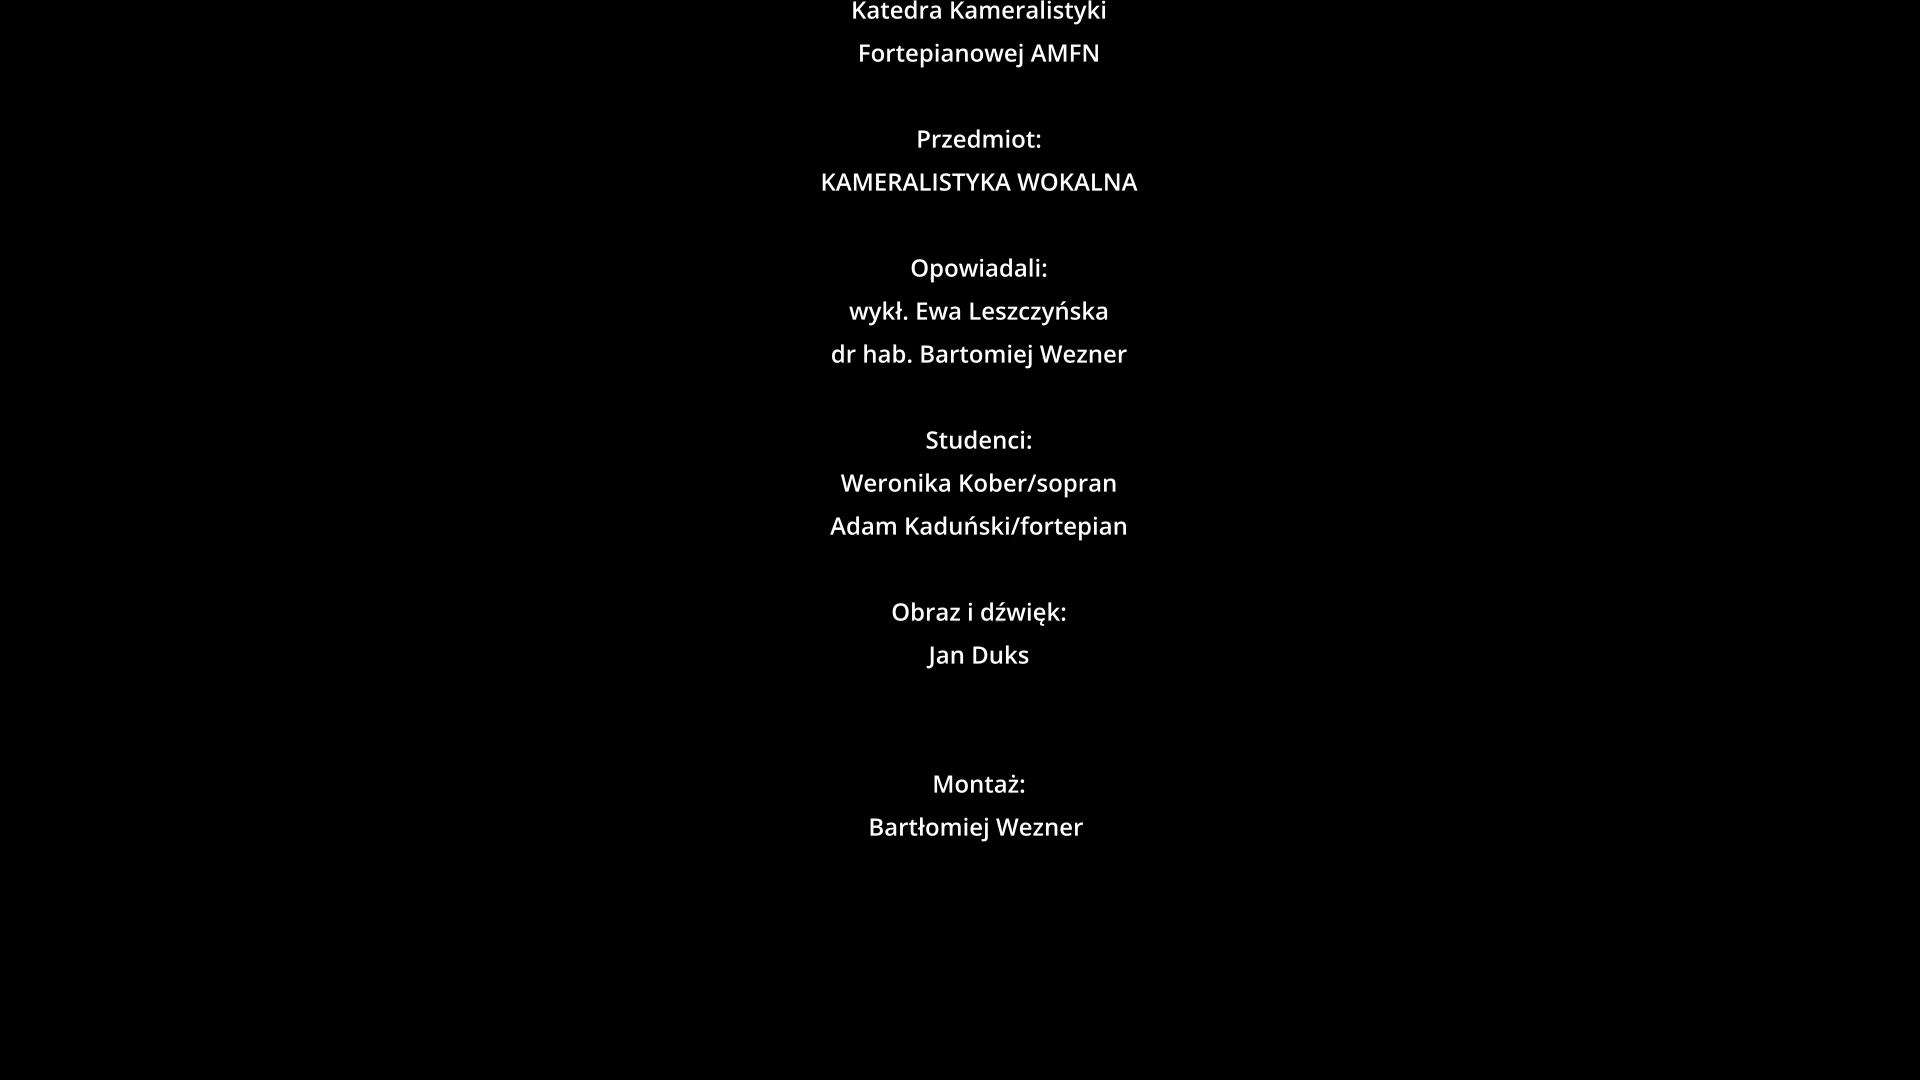 Katedra Kameralistyki
Fortepianowej AMFN
Przedmiot:
KAMERALISTYKA WOKALNA
Opowiadali:
wykł. Ewa Leszczyńska
dr hab. Bartomiej Wezner
Studenci:
Weronika Kober/sopran
Adam Kaduński/fortepian
Obraz i dźwięk:
Jan Duks
Montaż:
Bartłomiej Wezner